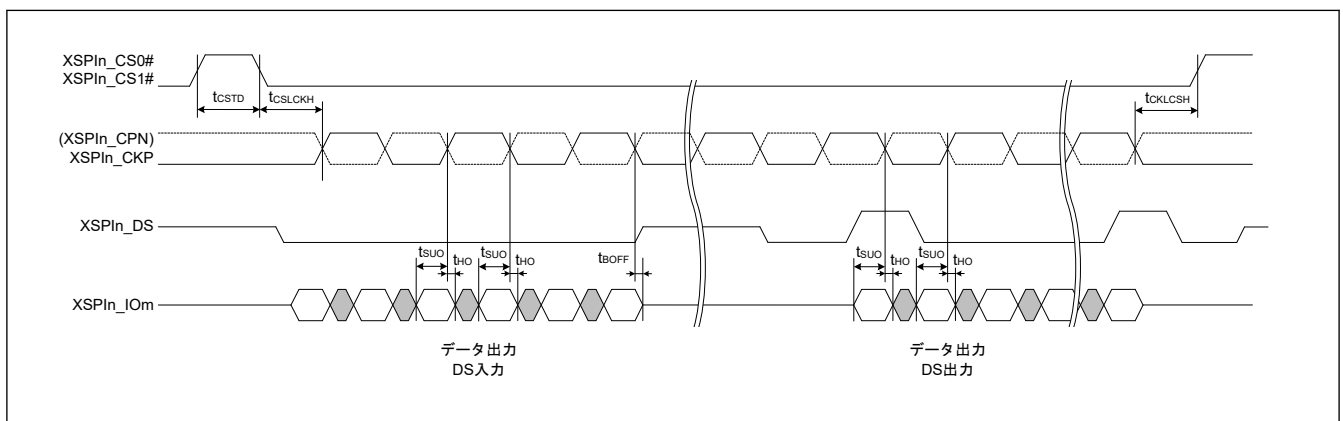 XSPIn_CS0#
XSPIn_CS1#
tCSTD
tCSLCKH
tCKLCSH
(XSPIn_CPN)
XSPIn_CKP
XSPIn_DS
tSUO
tHO
tSUO
tHO
tBOFF
tSUO
tHO
tSUO
tHO
XSPIn_IOm
データ出力
DS入力
データ出力
DS出力